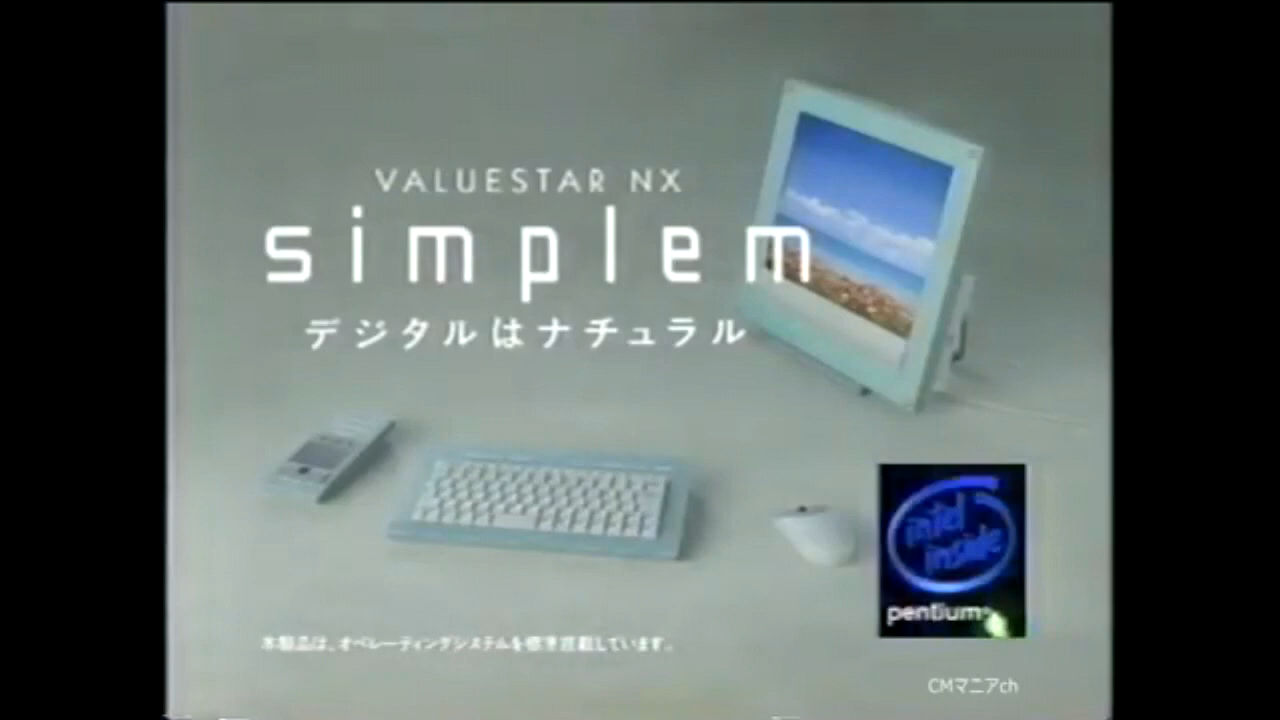 VALUESTAR NX
simplem
デジタルはナチュラル
intel
inside
pentium
本製品は、オペレーティングシステムを標準搭載しています。
CMマニアch